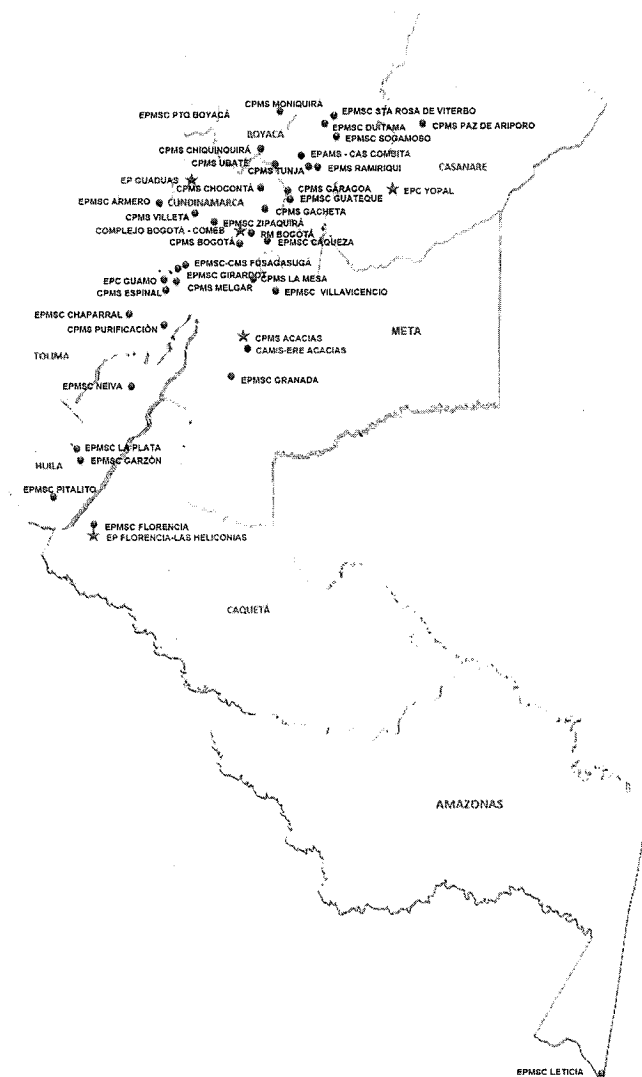 CPMS MONIQUIRÁ
EPMSC PTO BOYACÁ
EPMSC STA ROSA DE VITERBO
EPMSC DUITAMA
CPMS PAZ DE ARIPORO
BOYACÁ
EPMSC SOGAMOSO
CPMS CHIQUINQUIRÁ
EPAMS - CAS COMBITA
CPMS UBATÉ
CPMS TUNJA
EPMS RAMIRIQUI
CASANARE
EP GUADUAS
CPMS CHOCONTÁ
CPMS GARAGOA
EPC YOPAL
EPMSC GUATEQUE
EPMSC ARMERO
CUNDINAMARCA
CPMS GACHETA
CPMS VILLETA
EPMSC ZIPAQUIRÁ
COMPLEJO BOGOTÁ - COMEB
RM BOGOTÁ
CPMS BOGOTÁ
EPMSC CAQUEZA
EPMSC-CMS FUSAGASUGÁ
EPMSC GIRARDOT
EPC GUAMO
CPMS LA MESA
CPMS ESPINAL
CPMS MELGAR
EPMSC VILLAVICENCIO
EPMSC CHAPARRAL
CPMS PURIFICACIÓN
META
CPMS ACACIAS
CAMIS-ERE ACACIAS
TOLIMA
EPMSC NEIVA
EPMSC GRANADA
EPMSC LA PLATA
HUILA
EPMSC GARZÓN
EPMSC PITALITO
EPMSC FLORENCIA
EP FLORENCIA-LAS HELICONIAS
CAQUETÁ
AMAZONAS
EPMSC LETICIA